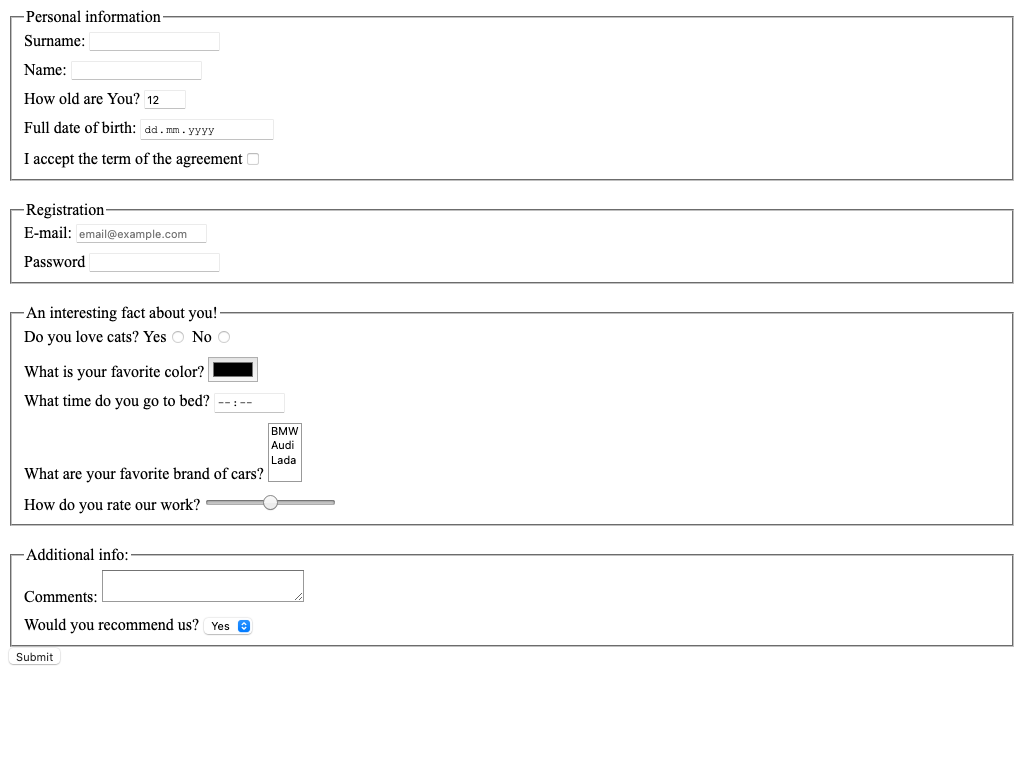 Personal information
Surname:
Name:
How old are You? 12
Full date of birth: dd.mm.yyyy
I accept the term of the agreement
Registration
E-mail: email@example.com
Password
An interesting fact about you!
Do you love cats? Yes No
What is your favorite color?
What time do you go to bed? --:--
BMW
Audi
Lada
What are your favorite brand of cars?
How do you rate our work?
Additional info:
Comments:
Would you recommend us? Yes
Submit